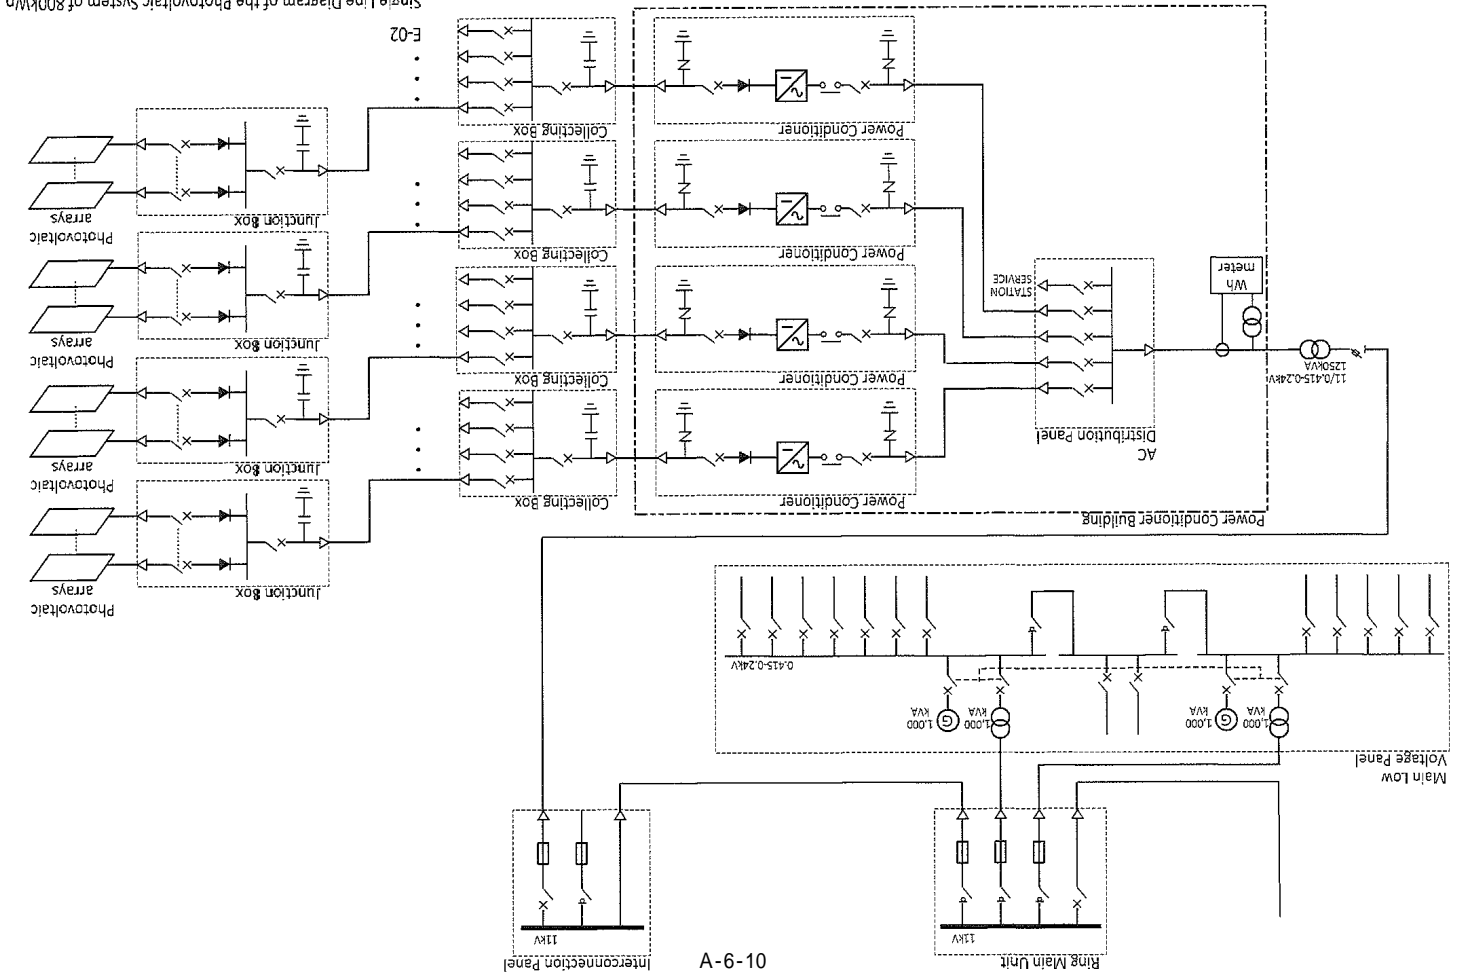 A-6-10
Ring Main Unit
Interconnection Panel
11kV
11kV
Main Low
Voltage Panel
1,000
kVA
G
1,000
kVA
1,000
kVA
G
1,000
kVA
0.415-0.24kV
Power Conditioner Building
AC
Distribution Panel
Power Conditioner
Collecting Box
Junction Box
Photovoltaic
arrays
11/0.415-0.24kV
1250kVA
Power Conditioner
Collecting Box
Junction Box
Photovoltaic
arrays
Wh
meter
STATION
SERVICE
Power Conditioner
Collecting Box
Junction Box
Photovoltaic
arrays
Power Conditioner
Collecting Box
Junction Box
Photovoltaic
arrays
E-02
Single Line Diagram of the Photovoltaic System of 800kWp